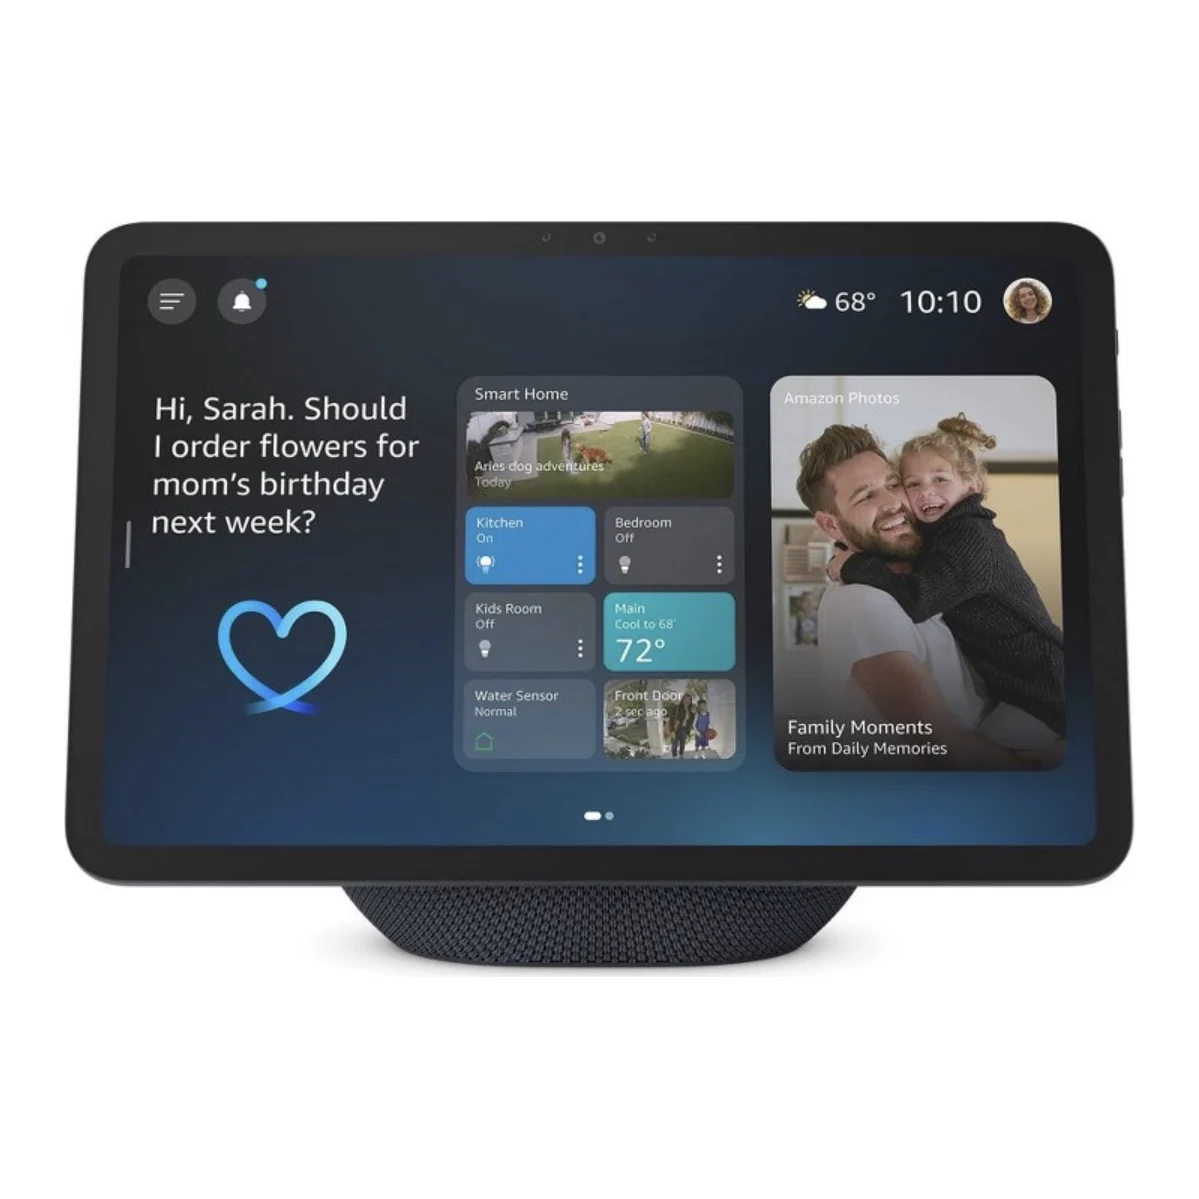 68° 10:10
Hi, Sarah. Should
I order flowers for
mom's birthday
next week?
Smart Home
Aries dog adventures
Today
Kitchen
On
Bedroom
Off
Kids Room
Off
Main
Cool to 68°
72°
Water Sensor
Normal
Front Door
2 sec ago
Amazon Photos
Family Moments
From Daily Memories